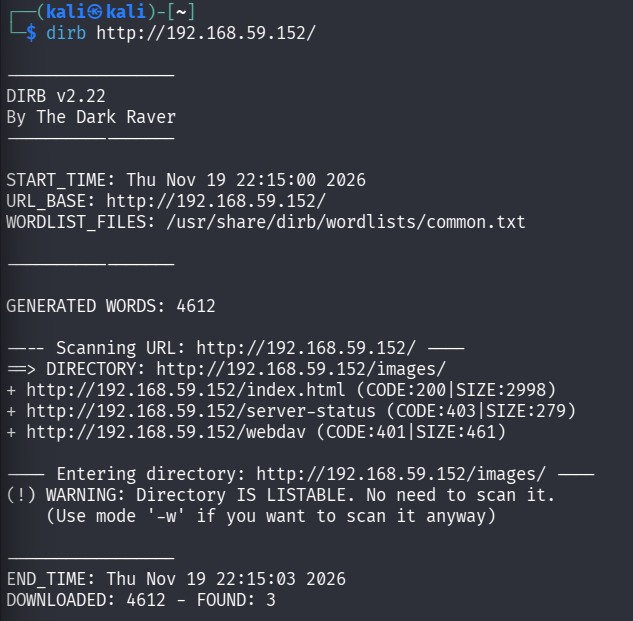 ┌──(kali㉿kali)-[~]
└─$ dirb http://192.168.59.152/
-----------------
DIRB v2.22
By The Dark Raver
-----------------
START_TIME: Thu Nov 19 22:15:00 2026
URL_BASE: http://192.168.59.152/
WORDLIST_FILES: /usr/share/dirb/wordlists/common.txt
-----------------
GENERATED WORDS: 4612
---- Scanning URL: http://192.168.59.152/ ----
==> DIRECTORY: http://192.168.59.152/images/
+ http://192.168.59.152/index.html (CODE:200|SIZE:2998)
+ http://192.168.59.152/server-status (CODE:403|SIZE:279)
+ http://192.168.59.152/webdav (CODE:401|SIZE:461)
---- Entering directory: http://192.168.59.152/images/ ----
(!) WARNING: Directory IS LISTABLE. No need to scan it.
(Use mode '-w' if you want to scan it anyway)
-----------------
END_TIME: Thu Nov 19 22:15:03 2026
DOWNLOADED: 4612 - FOUND: 3